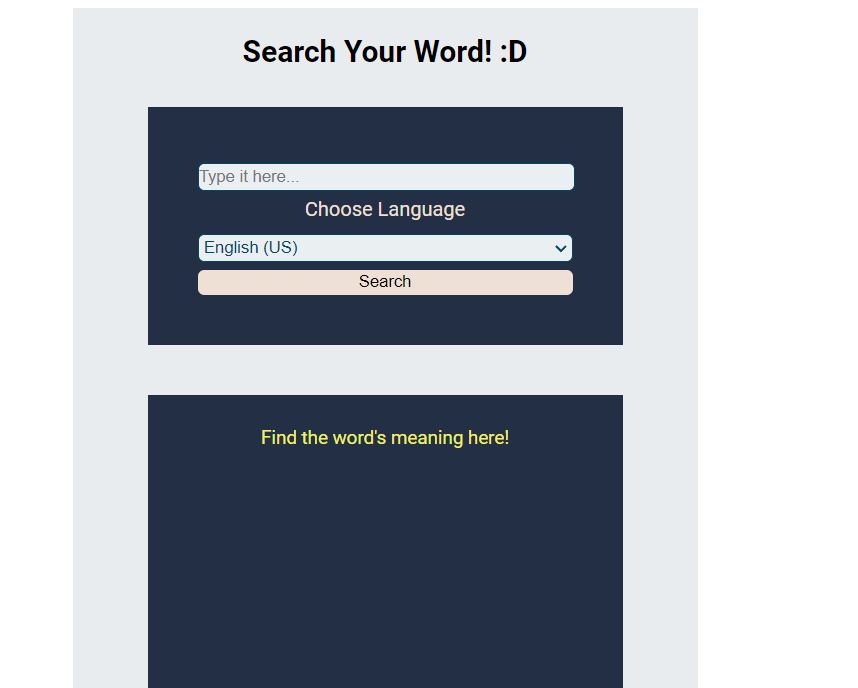 Search Your Word! :D
Type it here...
Choose Language
English (US)
Search
Find the word's meaning here!